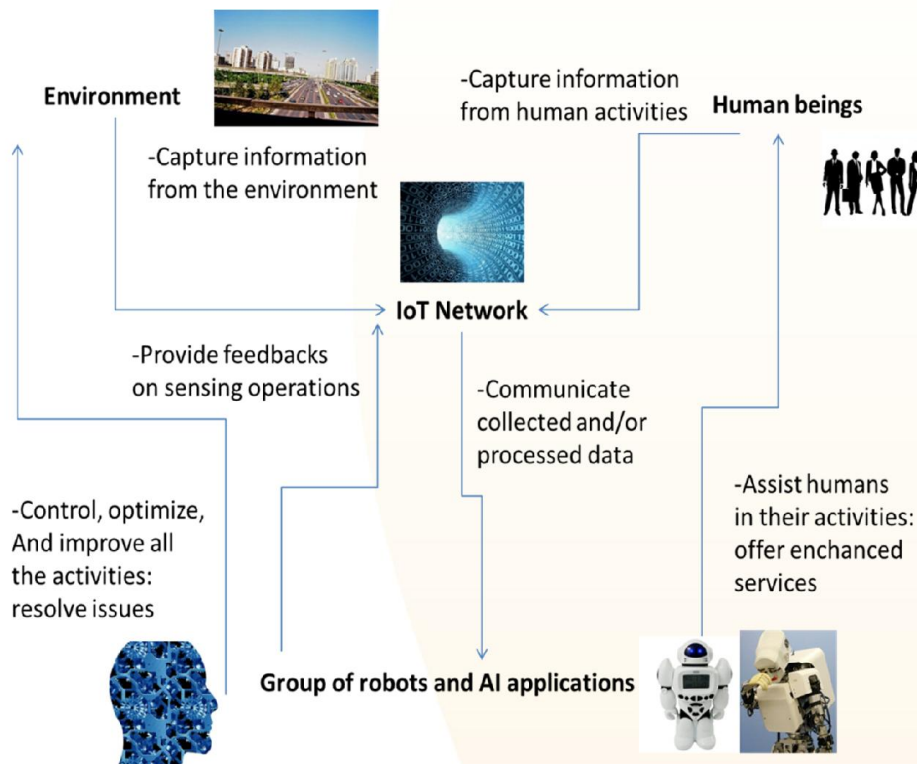 Environment
-Capture information
from the environment
-Capture information
from human activities
Human beings
IoT Network
-Provide feedbacks
on sensing operations
-Communicate
collected and/or
processed data
-Control, optimize,
And improve all
the activities:
resolve issues
-Assist humans
in their activities:
offer enchanced
services
Group of robots and AI applications